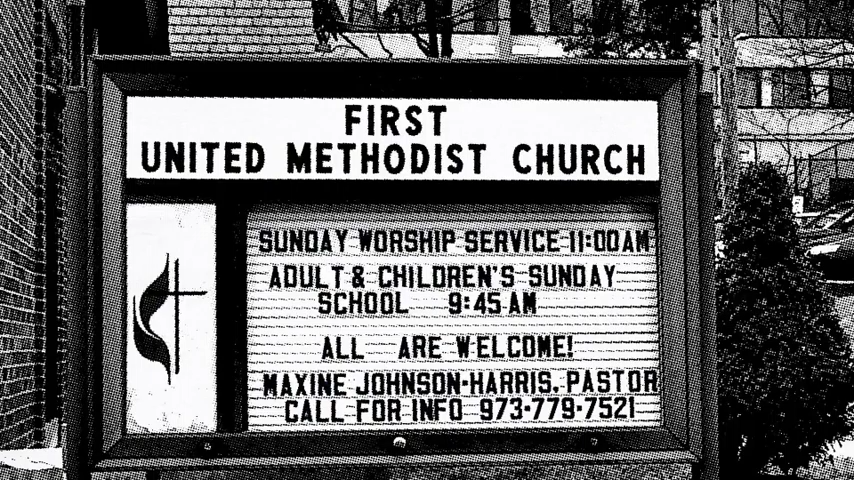 FIRST
UNITED METHODIST CHURCH
SUNDAY WORSHIP SERVICE 11:00AM
ADULT & CHILDREN'S SUNDAY
SCHOOL 9:45 AM
ALL ARE WELCOME!
MAXINE JOHNSON-HARRIS, PASTOR
CALL FOR INFO 973-779-7521